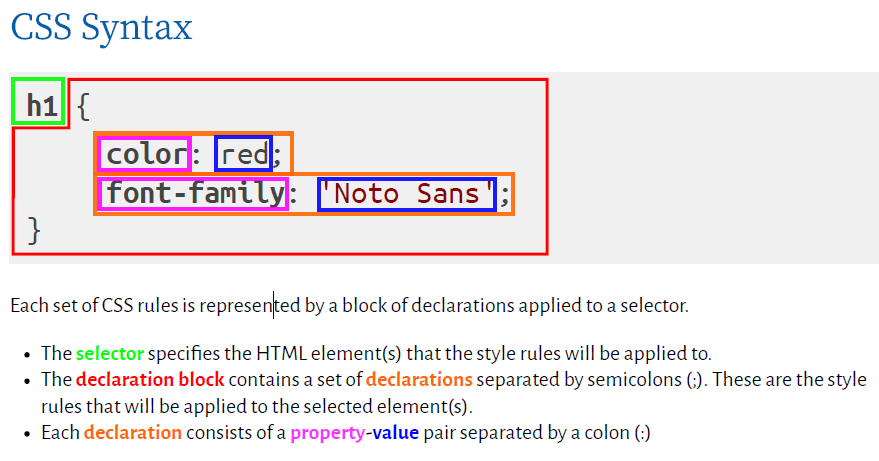 CSS Syntax
h1 {
color: red;
font-family: 'Noto Sans';
}
Each set of CSS rules is represented by a block of declarations applied to a selector.
• The selector specifies the HTML element(s) that the style rules will be applied to.
• The declaration block contains a set of declarations separated by semicolons (;). These are the style
rules that will be applied to the selected element(s).
• Each declaration consists of a property-value pair separated by a colon (:)